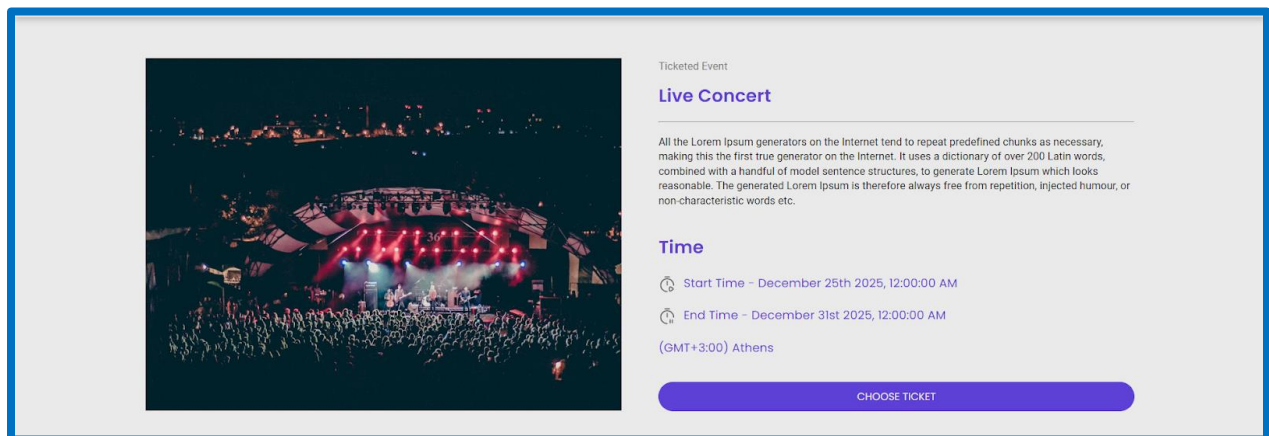 Ticketed Event
Live Concert
All the Lorem Ipsum generators on the Internet tend to repeat predefined chunks as necessary,
making this the first true generator on the Internet. It uses a dictionary of over 200 Latin words,
combined with a handful of model sentence structures, to generate Lorem Ipsum which looks
reasonable. The generated Lorem Ipsum is therefore always free from repetition, injected humour, or
non-characteristic words etc.
Time
Start Time - December 25th 2025, 12:00:00 AM
End Time - December 31st 2025, 12:00:00 AM
(GMT+3:00) Athens
CHOOSE TICKET
36